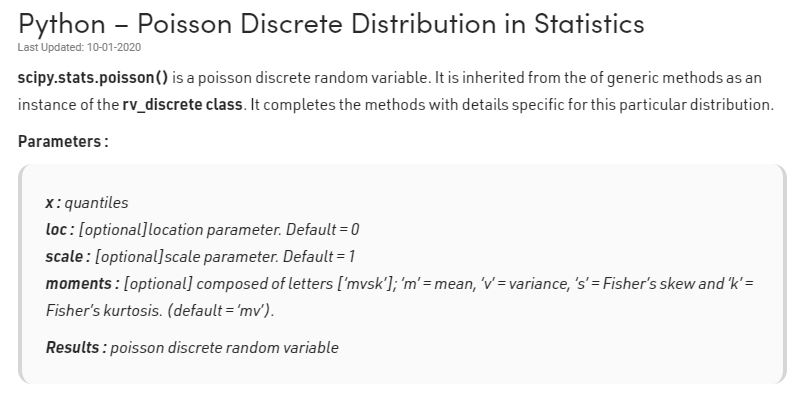 Python – Poisson Discrete Distribution in Statistics
Last Updated: 10-01-2020
scipy.stats.poisson() is a poisson discrete random variable. It is inherited from the of generic methods as an
instance of the rv_discrete class. It completes the methods with details specific for this particular distribution.
Parameters :
x : quantiles
loc : [optional]location parameter. Default = 0
scale : [optional]scale parameter. Default = 1
moments : [optional] composed of letters [‘mvsk’]; ‘m’ = mean, ‘v’ = variance, ‘s’ = Fisher’s skew and ‘k’ =
Fisher’s kurtosis. (default = ‘mv’).
Results : poisson discrete random variable